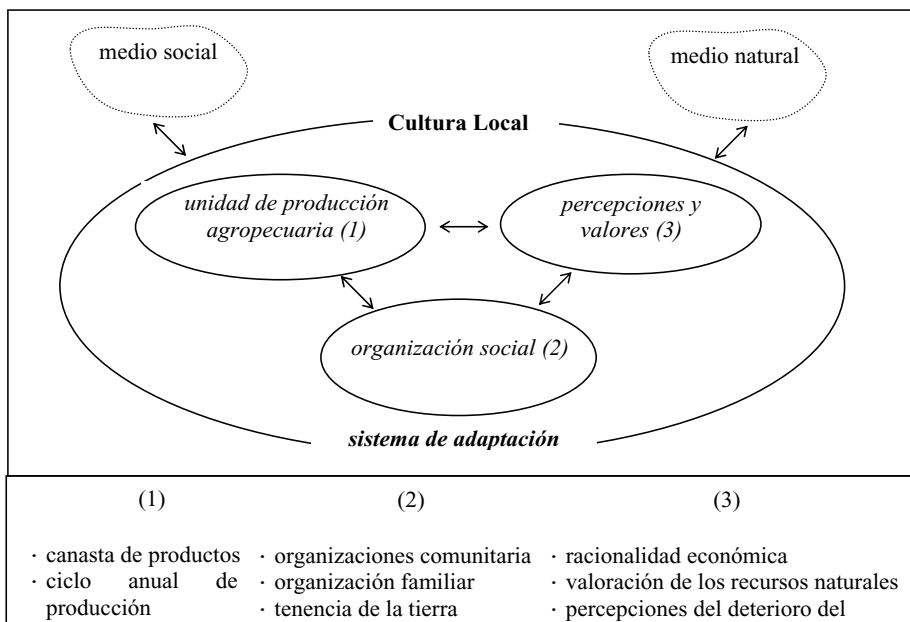 medio social
medio natural
Cultura Local
unidad de producción
agropecuaria (1)
percepciones y
valores (3)
organización social (2)
sistema de adaptación
(1)
(2)
(3)
· canasta de productos
· ciclo anual de
producción
· organizaciones comunitaria
· organización familiar
· tenencia de la tierra
· racionalidad económica
· valoración de los recursos naturales
· percepciones del deterioro del